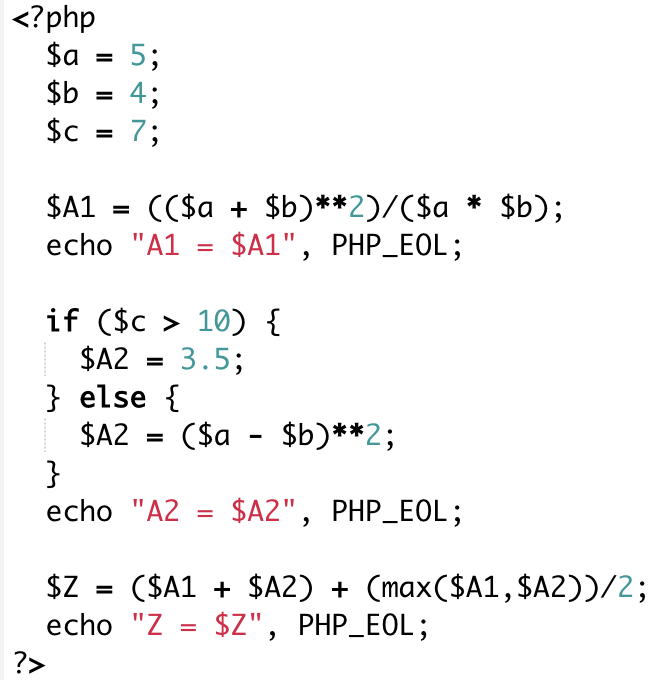 <?php
$a = 5;
$b = 4;
$c = 7;
$A1 = (($a + $b)**2)/($a * $b);
echo "A1 = $A1", PHP_EOL;
if ($c > 10) {
$A2 = 3.5;
} else {
$A2 = ($a - $b)**2;
}
echo "A2 = $A2", PHP_EOL;
$Z = ($A1 + $A2) + (max($A1,$A2))/2;
echo "Z = $Z", PHP_EOL;
?>